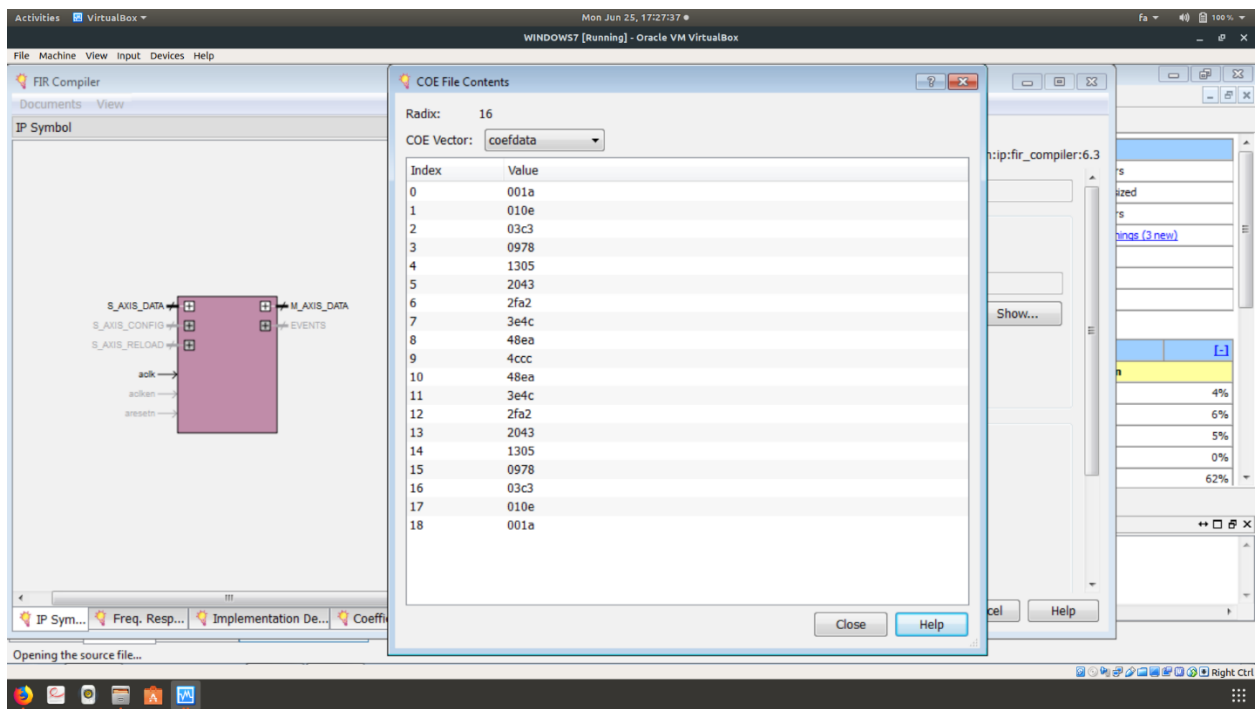 Activities VirtualBox Mon Jun 25, 17:27:37 fa 100 %
WINDOWS7 [Running] - Oracle VM VirtualBox
File Machine View Input Devices Help
FIR Compiler
Documents View
IP Symbol
S_AXIS_DATA M_AXIS_DATA
S_AXIS_CONFIG EVENTS
S_AXIS_RELOAD
aclk
aclken
aresetn
IP Sym... Freq. Resp... Implementation De... Coeffi
Opening the source file...
COE File Contents
Radix: 16
COE Vector: coefdata
Index Value
0 001a
1 010e
2 03c3
3 0978
4 1305
5 2043
6 2fa2
7 3e4c
8 48ea
9 4ccc
10 48ea
11 3e4c
12 2fa2
13 2043
14 1305
15 0978
16 03c3
17 010e
18 001a
Close Help
n:ip:fir_compiler:6.3
Show...
cel Help
rs
ized
rs
nings (3 new)
[-]
n
4%
6%
5%
0%
62%
Right Ctrl